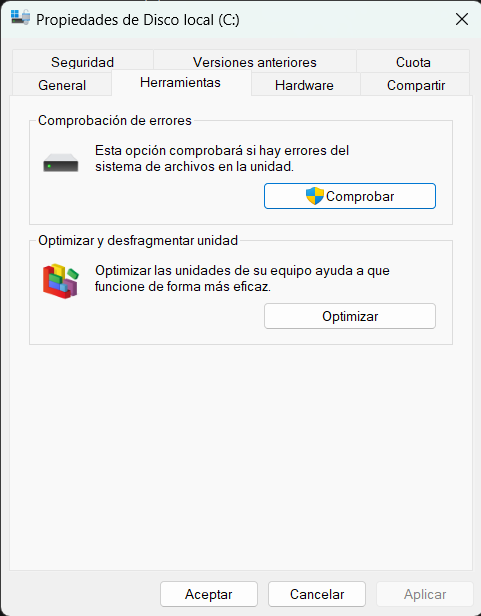 Propiedades de Disco local (C:)
Seguridad
Versiones anteriores
Cuota
General
Herramientas
Hardware
Compartir
Comprobación de errores
Esta opción comprobará si hay errores del
sistema de archivos en la unidad.
Comprobar
Optimizar y desfragmentar unidad
Optimizar las unidades de su equipo ayuda a que
funcione de forma más eficaz.
Optimizar
Aceptar
Cancelar
Aplicar